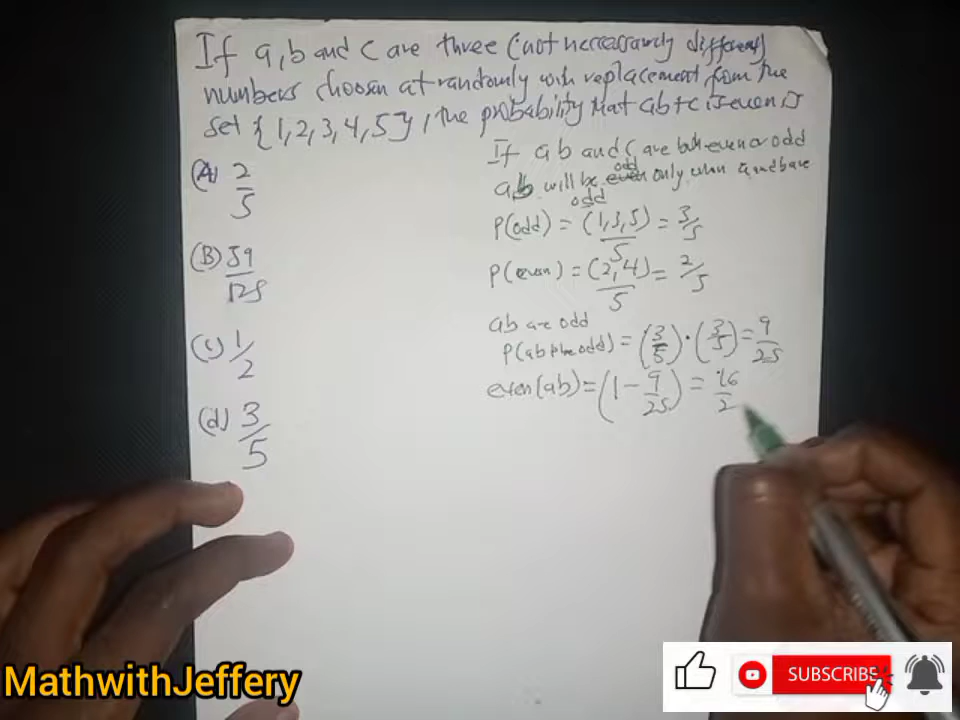 If a, b and c are three (not necessarily different)
numbers choosen at randomly with replacement from the
set {1, 2, 3, 4, 5}, the probability that ab + c is even is
(A) 2/5
(B) 59/125
(c) 1/2
(d) 3/5
If ab and c are both even or odd
ab will be odd only when a and b are
odd
P(odd) = (1, 3, 5)/5 = 3/5
P(even) = (2, 4)/5 = 2/5
ab are odd
P(ab be odd) = (3/5) · (3/5) = 9/25
even(ab) = (1 - 9/25) = 16/2
MathwithJeffery
SUBSCRIBE